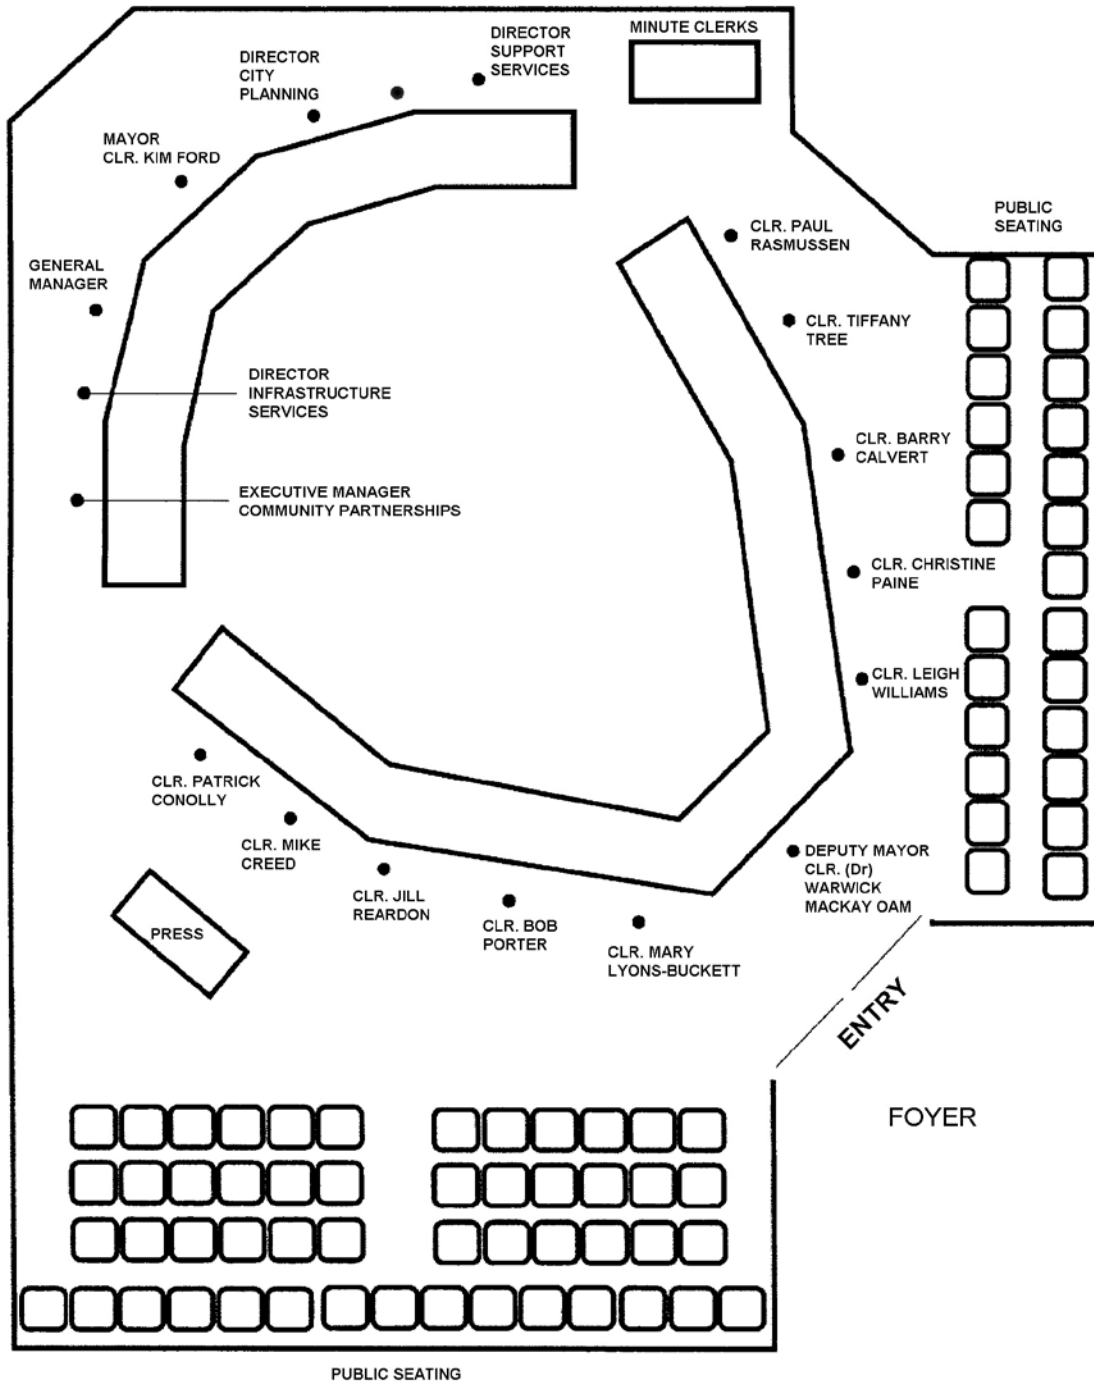 MINUTE CLERKS
DIRECTOR
SUPPORT
SERVICES
DIRECTOR
CITY
PLANNING
MAYOR
CLR. KIM FORD
GENERAL
MANAGER
DIRECTOR
INFRASTRUCTURE
SERVICES
EXECUTIVE MANAGER
COMMUNITY PARTNERSHIPS
CLR. PAUL
RASMUSSEN
PUBLIC
SEATING
CLR. TIFFANY
TREE
CLR. BARRY
CALVERT
CLR. CHRISTINE
PAINE
CLR. LEIGH
WILLIAMS
DEPUTY MAYOR
CLR. (Dr)
WARWICK
MACKAY OAM
CLR. PATRICK
CONOLLY
CLR. MIKE
CREED
CLR. JILL
REARDON
CLR. BOB
PORTER
CLR. MARY
LYONS-BUCKETT
PRESS
ENTRY
FOYER
PUBLIC SEATING